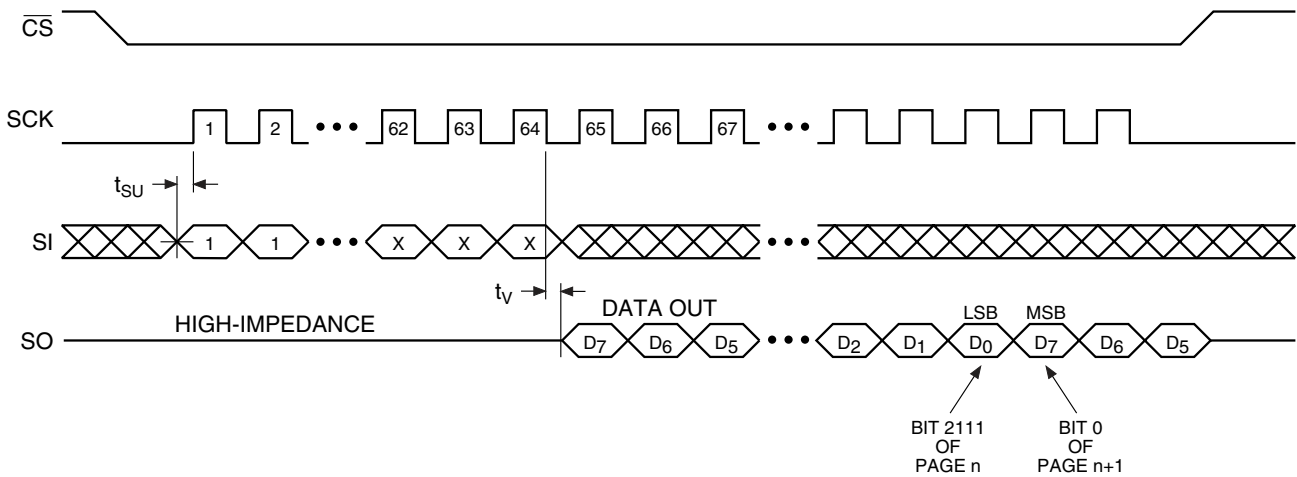 CS
SCK
1 2 ••• 62 63 64 65 66 67 •••
tSU
SI
1 1 ••• X X X •••
tV
HIGH-IMPEDANCE
DATA OUT
LSB MSB
SO
D7 D6 D5 ••• D2 D1 D0 D7 D6 D5
BIT 2111
OF
PAGE n
BIT 0
OF
PAGE n+1